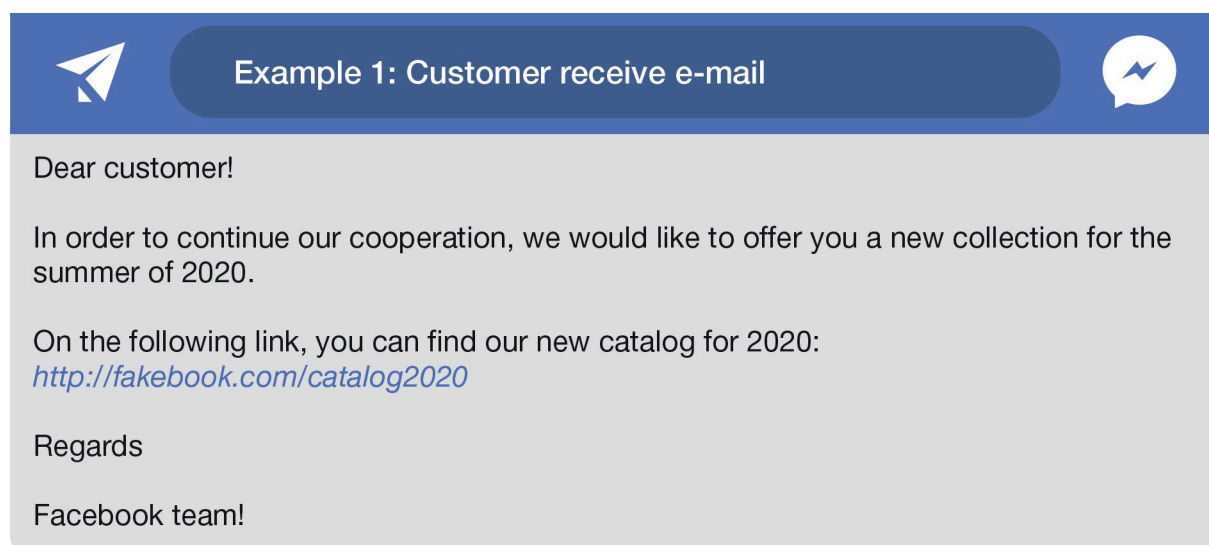 Example 1: Customer receive e-mail
Dear customer!
In order to continue our cooperation, we would like to offer you a new collection for the
summer of 2020.
On the following link, you can find our new catalog for 2020:
http://fakebook.com/catalog2020
Regards
Facebook team!